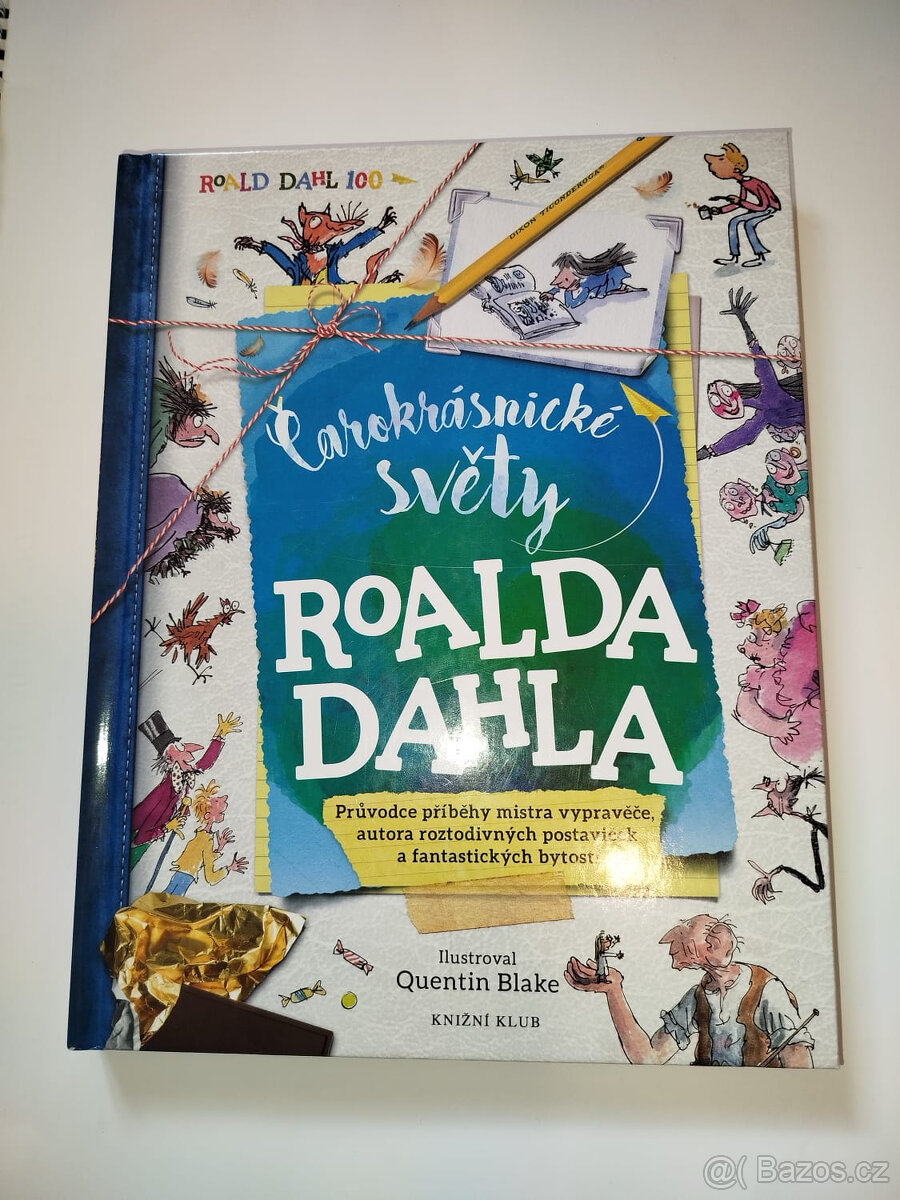 ROALD DAHL 100
DIXON TICONDEROGA
Čarokrásnické
světy
ROALDA
DAHLA
Průvodce příběhy mistra vypravěče,
autora roztodivných postaviček
a fantastických bytostí
Ilustroval
Quentin Blake
KNIŽNÍ KLUB
@( Bazos.cz